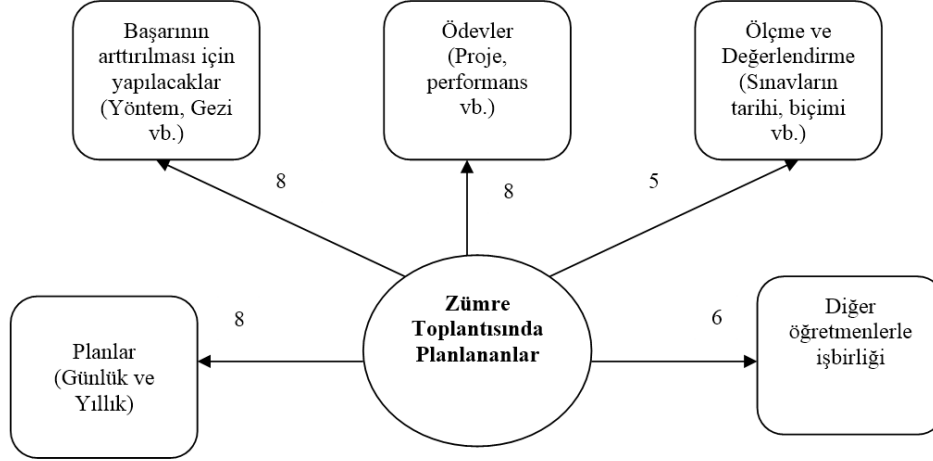 Başarının
arttırılması için
yapılacaklar
(Yöntem, Gezi
vb.)
Ödevler
(Proje,
performans
vb.)
Ölçme ve
Değerlendirme
(Sınavların
tarihi, biçimi
vb.)
8
8
5
Planlar
(Günlük ve
Yıllık)
8
Zümre
Toplantısında
Planlananlar
6
Diğer
öğretmenlerle
işbirliği